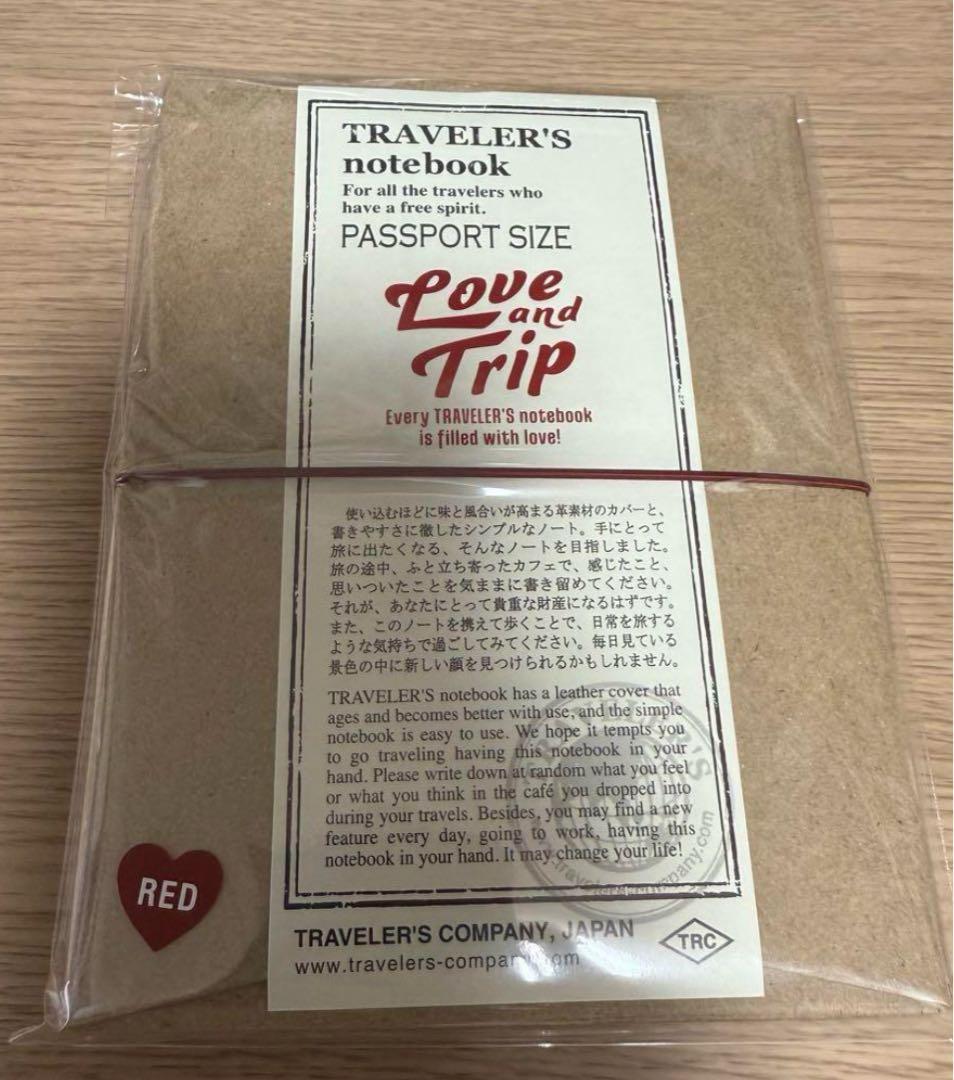 TRAVELER'S
notebook
For all the travelers who
have a free spirit.
PASSPORT SIZE
Love
and
Trip
Every TRAVELER'S notebook
is filled with love!
使い込むほどに味と風合いが高まる革素材のカバーと、
書きやすさに徹したシンプルなノート。手にとって
旅に出たくなる、そんなノートを目指しました。
旅の途中、ふと立ち寄ったカフェで、感じたこと、
思いついたことを気ままに書き留めてください。
それが、あなたにとって貴重な財産になるはずです。
また、このノートを携えて歩くことで、日常を旅する
ような気持ちで過ごしてみてください。毎日見ている
景色の中に新しい顔を見つけられるかもしれません。
TRAVELER'S notebook has a leather cover that
ages and becomes better with use, and the simple
notebook is easy to use. We hope it tempts you
to go traveling having this notebook in your
hand. Please write down at random what you feel
or what you think in the café you dropped into
during your travels. Besides, you may find a new
feature every day, going to work, having this
notebook in your hand. It may change your life!
RED
TRAVELER'S COMPANY, JAPAN
TRC